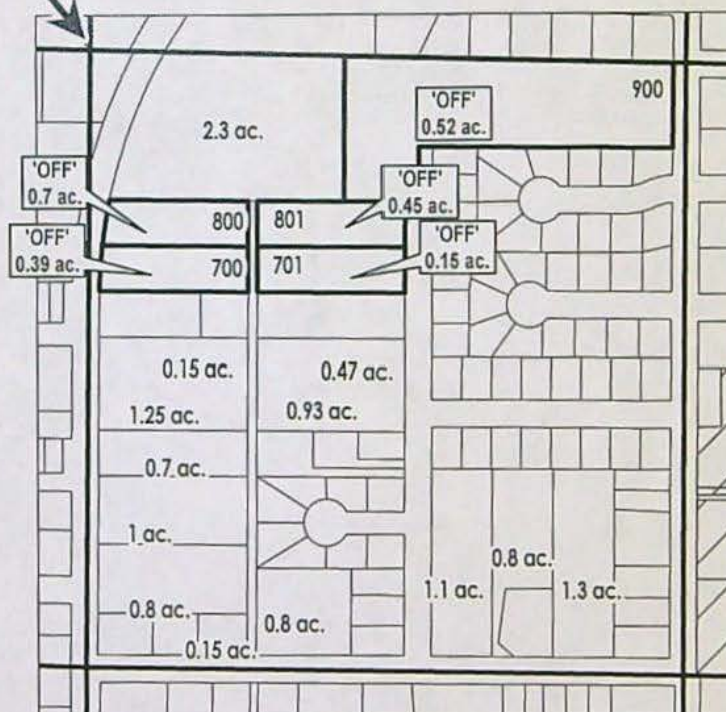 900
'OFF'
0.52 ac.
2.3 ac.
'OFF'
0.7 ac.
'OFF'
0.45 ac.
800
801
'OFF'
0.39 ac.
'OFF'
0.15 ac.
700
701
0.15 ac.
0.47 ac.
1.25 ac.
0.93 ac.
0.7 ac.
1 ac.
0.8 ac.
1.1 ac.
1.3 ac.
0.8 ac.
0.8 ac.
0.15 ac.